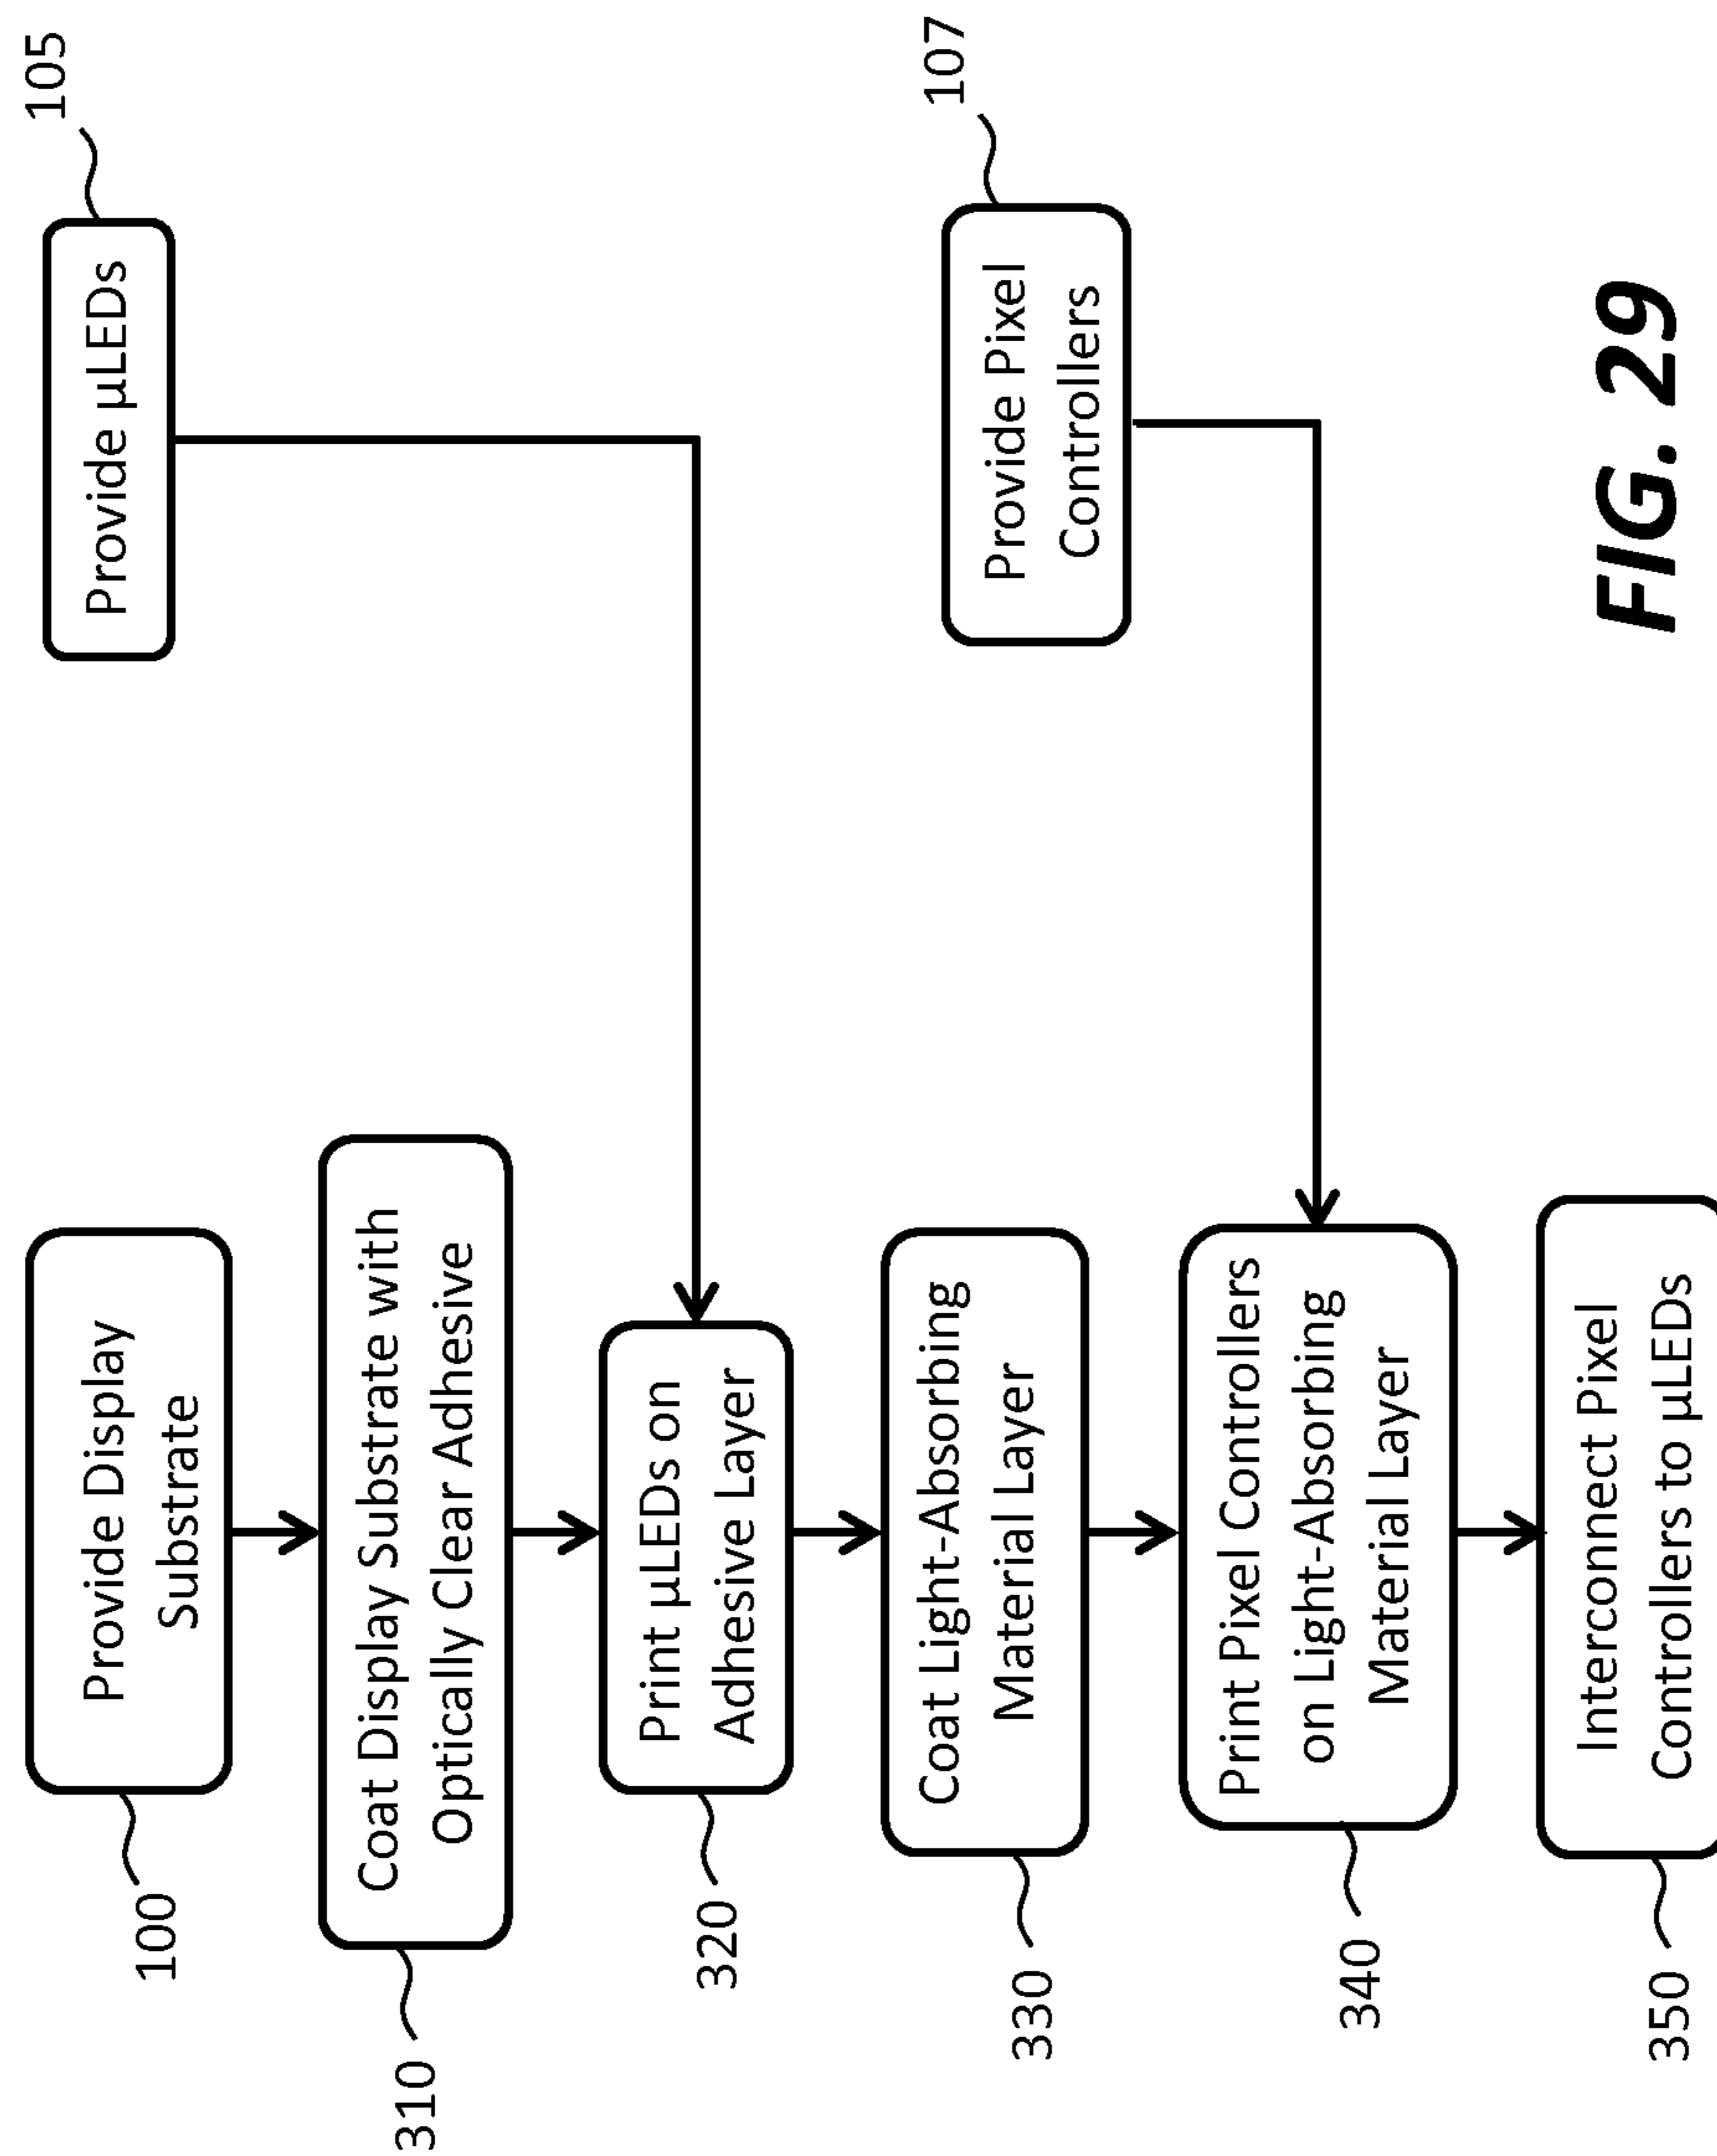 100
Provide Display
Substrate
Provide µLEDs
105
310
Coat Display Substrate with
Optically Clear Adhesive
320
Print µLEDs on
Adhesive Layer
330
Coat Light-Absorbing
Material Layer
Provide Pixel
Controllers
107
340
Print Pixel Controllers
on Light-Absorbing
Material Layer
350
Interconnect Pixel
Controllers to µLEDs
FIG. 29